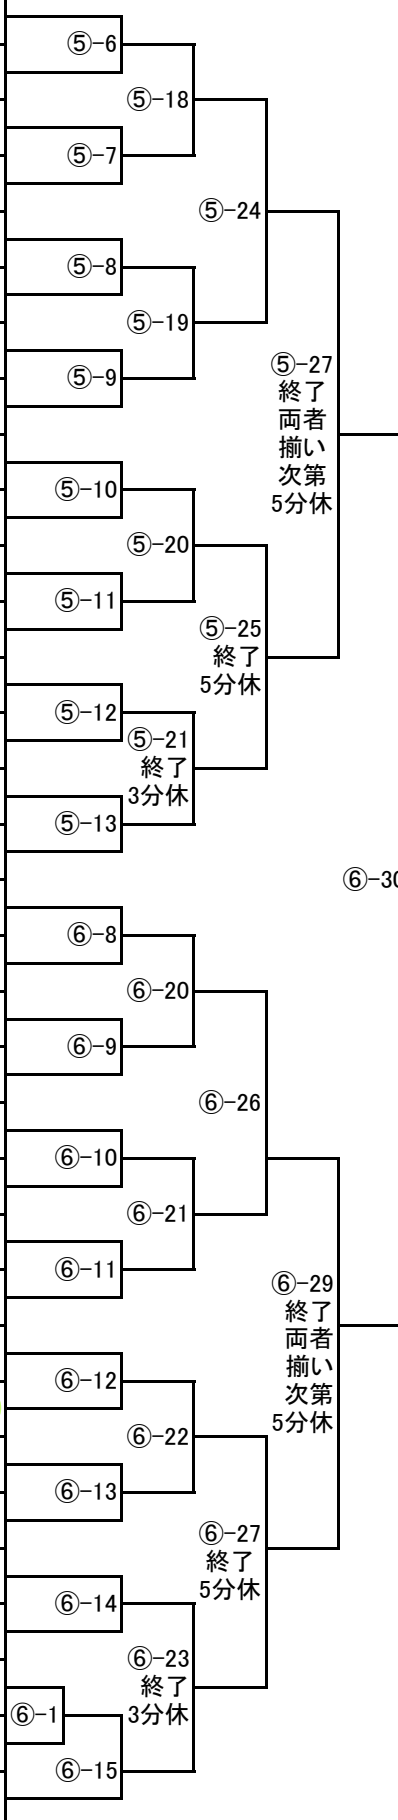 ⑤-6
⑤-18
⑤-7
⑤-24
⑤-8
⑤-19
⑤-9
⑤-27
終了
両者
揃い
次第
5分休
⑤-10
⑤-20
⑤-11
⑤-25
終了
5分休
⑤-12
⑤-21
終了
3分休
⑤-13
⑥-30
⑥-8
⑥-20
⑥-9
⑥-26
⑥-10
⑥-21
⑥-11
⑥-29
終了
両者
揃い
次第
5分休
⑥-12
⑥-22
⑥-13
⑥-27
終了
5分休
⑥-14
⑥-23
終了
3分休
⑥-1
⑥-15